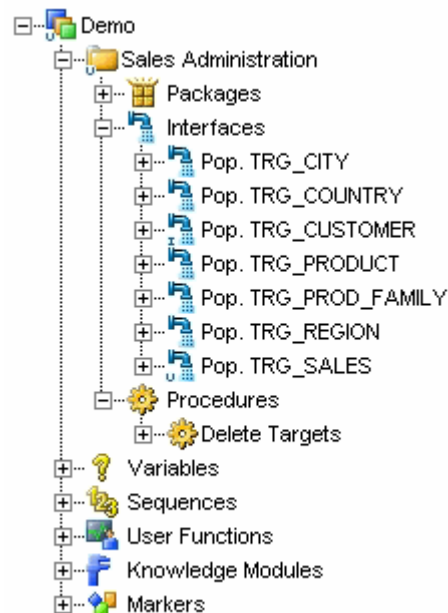 Demo
Sales Administration
Packages
Interfaces
Pop. TRG_CITY
Pop. TRG_COUNTRY
Pop. TRG_CUSTOMER
Pop. TRG_PRODUCT
Pop. TRG_PROD_FAMILY
Pop. TRG_REGION
Pop. TRG_SALES
Procedures
Delete Targets
Variables
Sequences
User Functions
Knowledge Modules
Markers